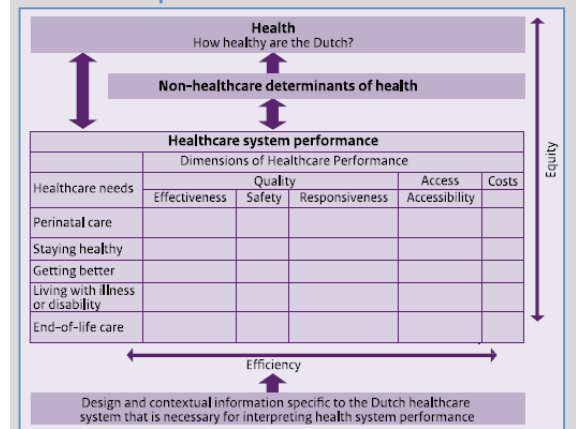 Health
How healthy are the Dutch?
Non-healthcare determinants of health
Healthcare system performance
Dimensions of Healthcare Performance
Healthcare needs
Quality
Access
Costs
Effectiveness
Safety
Responsiveness
Accessibility
Perinatal care
Staying healthy
Getting better
Living with illness
or disability
End-of-life care
Equity
Efficiency
Design and contextual information specific to the Dutch healthcare
system that is necessary for interpreting health system performance